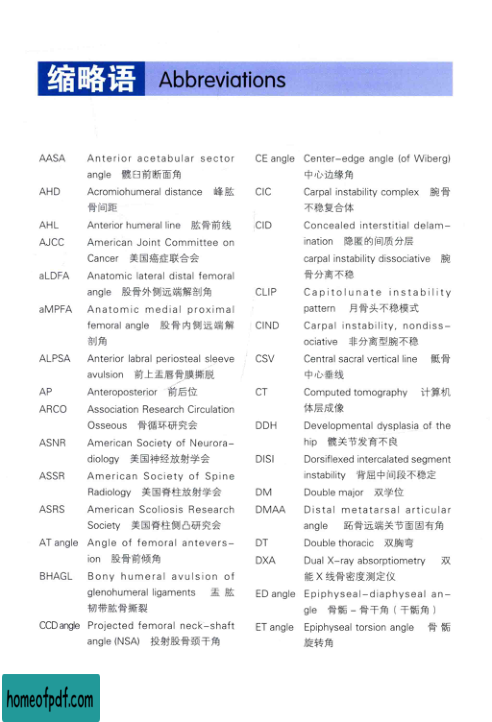 缩略语 Abbreviations
AASA Anterior acetabular sector
angle 髋臼前断面角
AHD Acromiohumeral distance 峰肱
骨间距
AHL Anterior humeral line 肱骨前线
AJCC American Joint Committee on
Cancer 美国癌症联合会
aLDFA Anatomic lateral distal femoral
angle 股骨外侧远端解剖角
aMPFA Anatomic medial proximal
femoral angle 股骨内侧远端解
剖角
ALPSA Anterior labral periosteal sleeve
avulsion 前上盂唇骨膜撕脱
AP Anteroposterior 前后位
ARCO Association Research Circulation
Osseous 骨循环研究会
ASNR American Society of Neurora-
diology 美国神经放射学会
ASSR American Society of Spine
Radiology 美国脊柱放射学会
ASRS American Scoliosis Research
Society 美国脊柱侧凸研究会
AT angle Angle of femoral antevers-
ion 股骨前倾角
BHAGL Bony humeral avulsion of
glenohumeral ligaments 盂肱
韧带肱骨撕裂
CCD angle Projected femoral neck-shaft
angle (NSA) 投射股骨颈干角
CE angle Center-edge angle (of Wiberg)
中心边缘角
CIC Carpal instability complex 腕骨
不稳复合体
CID Concealed interstitial delam-
ination 隐匿的间质分层
carpal instability dissociative 腕
骨分离不稳
CLIP Capitolunate instability
pattern 月骨头不稳模式
CIND Carpal instability, nondiss-
ociative 非分离型腕不稳
CSV Central sacral vertical line 骶骨
中心垂线
CT Computed tomography 计算机
体层成像
DDH Developmental dysplasia of the
hip 髋关节发育不良
DISI Dorsiflexed intercalated segment
instability 背屈中间段不稳定
DM Double major 双学位
DMAA Distal metatarsal articular
angle 跖骨远端关节面固有角
DT Double thoracic 双胸弯
DXA Dual X-ray absorptiometry 双
能 X 线骨密度测定仪
ED angle Epiphyseal-diaphyseal an-
gle 骨骺 - 骨干角（干骺角）
ET angle Epiphyseal torsion angle 骨骺
旋转角
homeofpdf.com